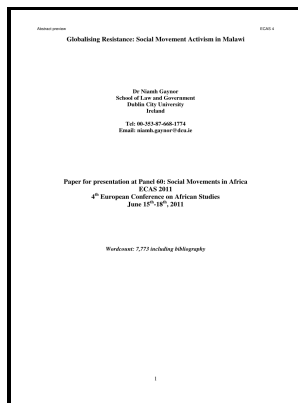 Abstract preview ECAS 4
Globalising Resistance: Social Movement Activism in Malawi
Dr Niamh Gaynor
School of Law and Government
Dublin City University
Ireland
Tel: 00-353-87-668-1774
Email: niamh.gaynor@dcu.ie
Paper for presentation at Panel 60: Social Movements in Africa
ECAS 2011
4th European Conference on African Studies
June 15th-18th, 2011
Wordcount: 7,773 including bibliography
1